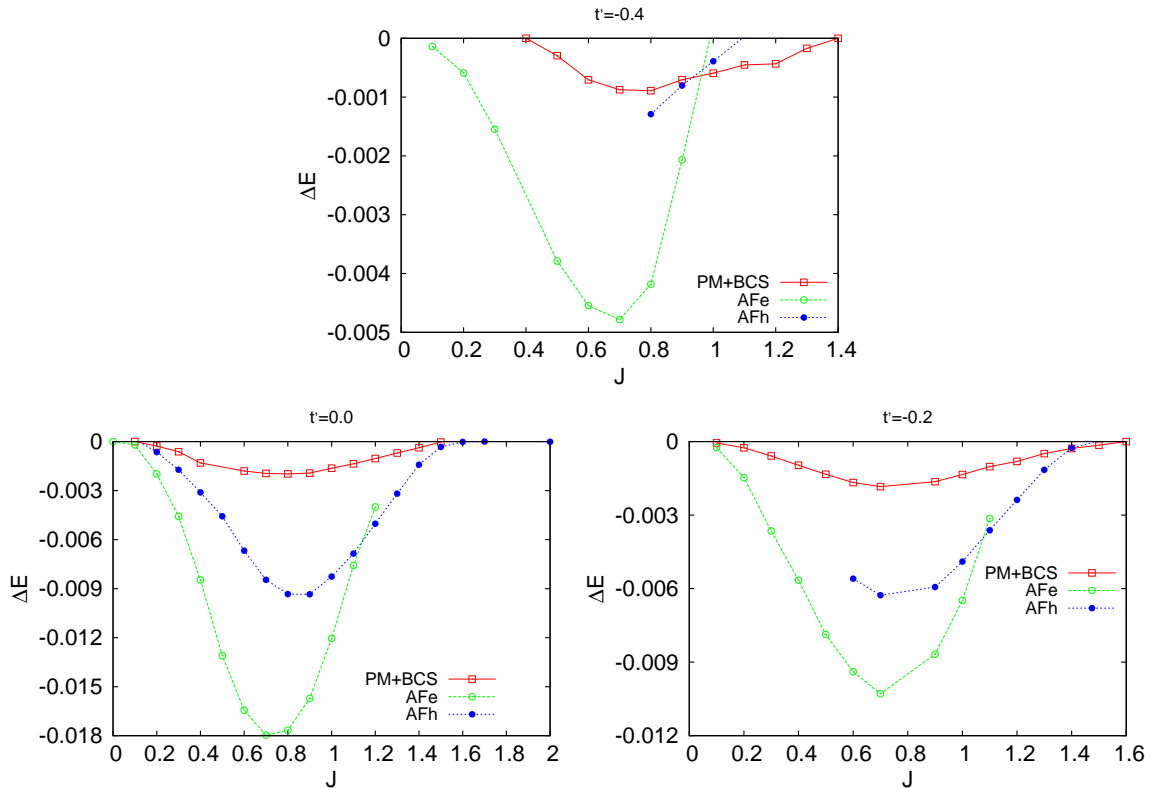 t'=-0.4
0
-0.001
-0.002
-0.003
-0.004
-0.005
ΔE
PM+BCS
AFe
AFh
0 0.2 0.4 0.6 0.8 1 1.2 1.4
J
t'=0.0
0
-0.003
-0.006
-0.009
-0.012
-0.015
-0.018
ΔE
PM+BCS
AFe
AFh
0 0.2 0.4 0.6 0.8 1 1.2 1.4 1.6 1.8 2
J
t'=-0.2
0
-0.003
-0.006
-0.009
-0.012
ΔE
PM+BCS
AFe
AFh
0 0.2 0.4 0.6 0.8 1 1.2 1.4 1.6
J